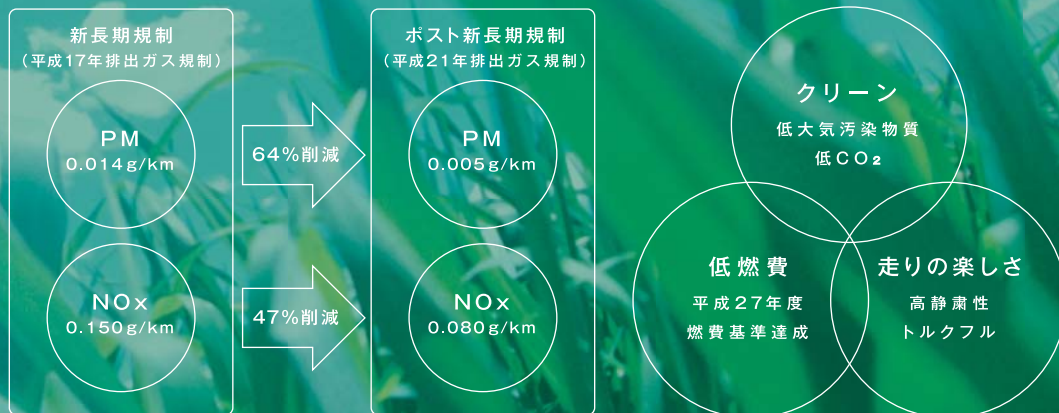 新長期規制
（平成17年排出ガス規制）
PM
0.014g/km
NOx
0.150g/km
64%削減
47%削減
ポスト新長期規制
（平成21年排出ガス規制）
PM
0.005g/km
NOx
0.080g/km
クリーン
低大気汚染物質
低CO₂
低燃費
平成27年度
燃費基準達成
走りの楽しさ
高静粛性
トルクフル